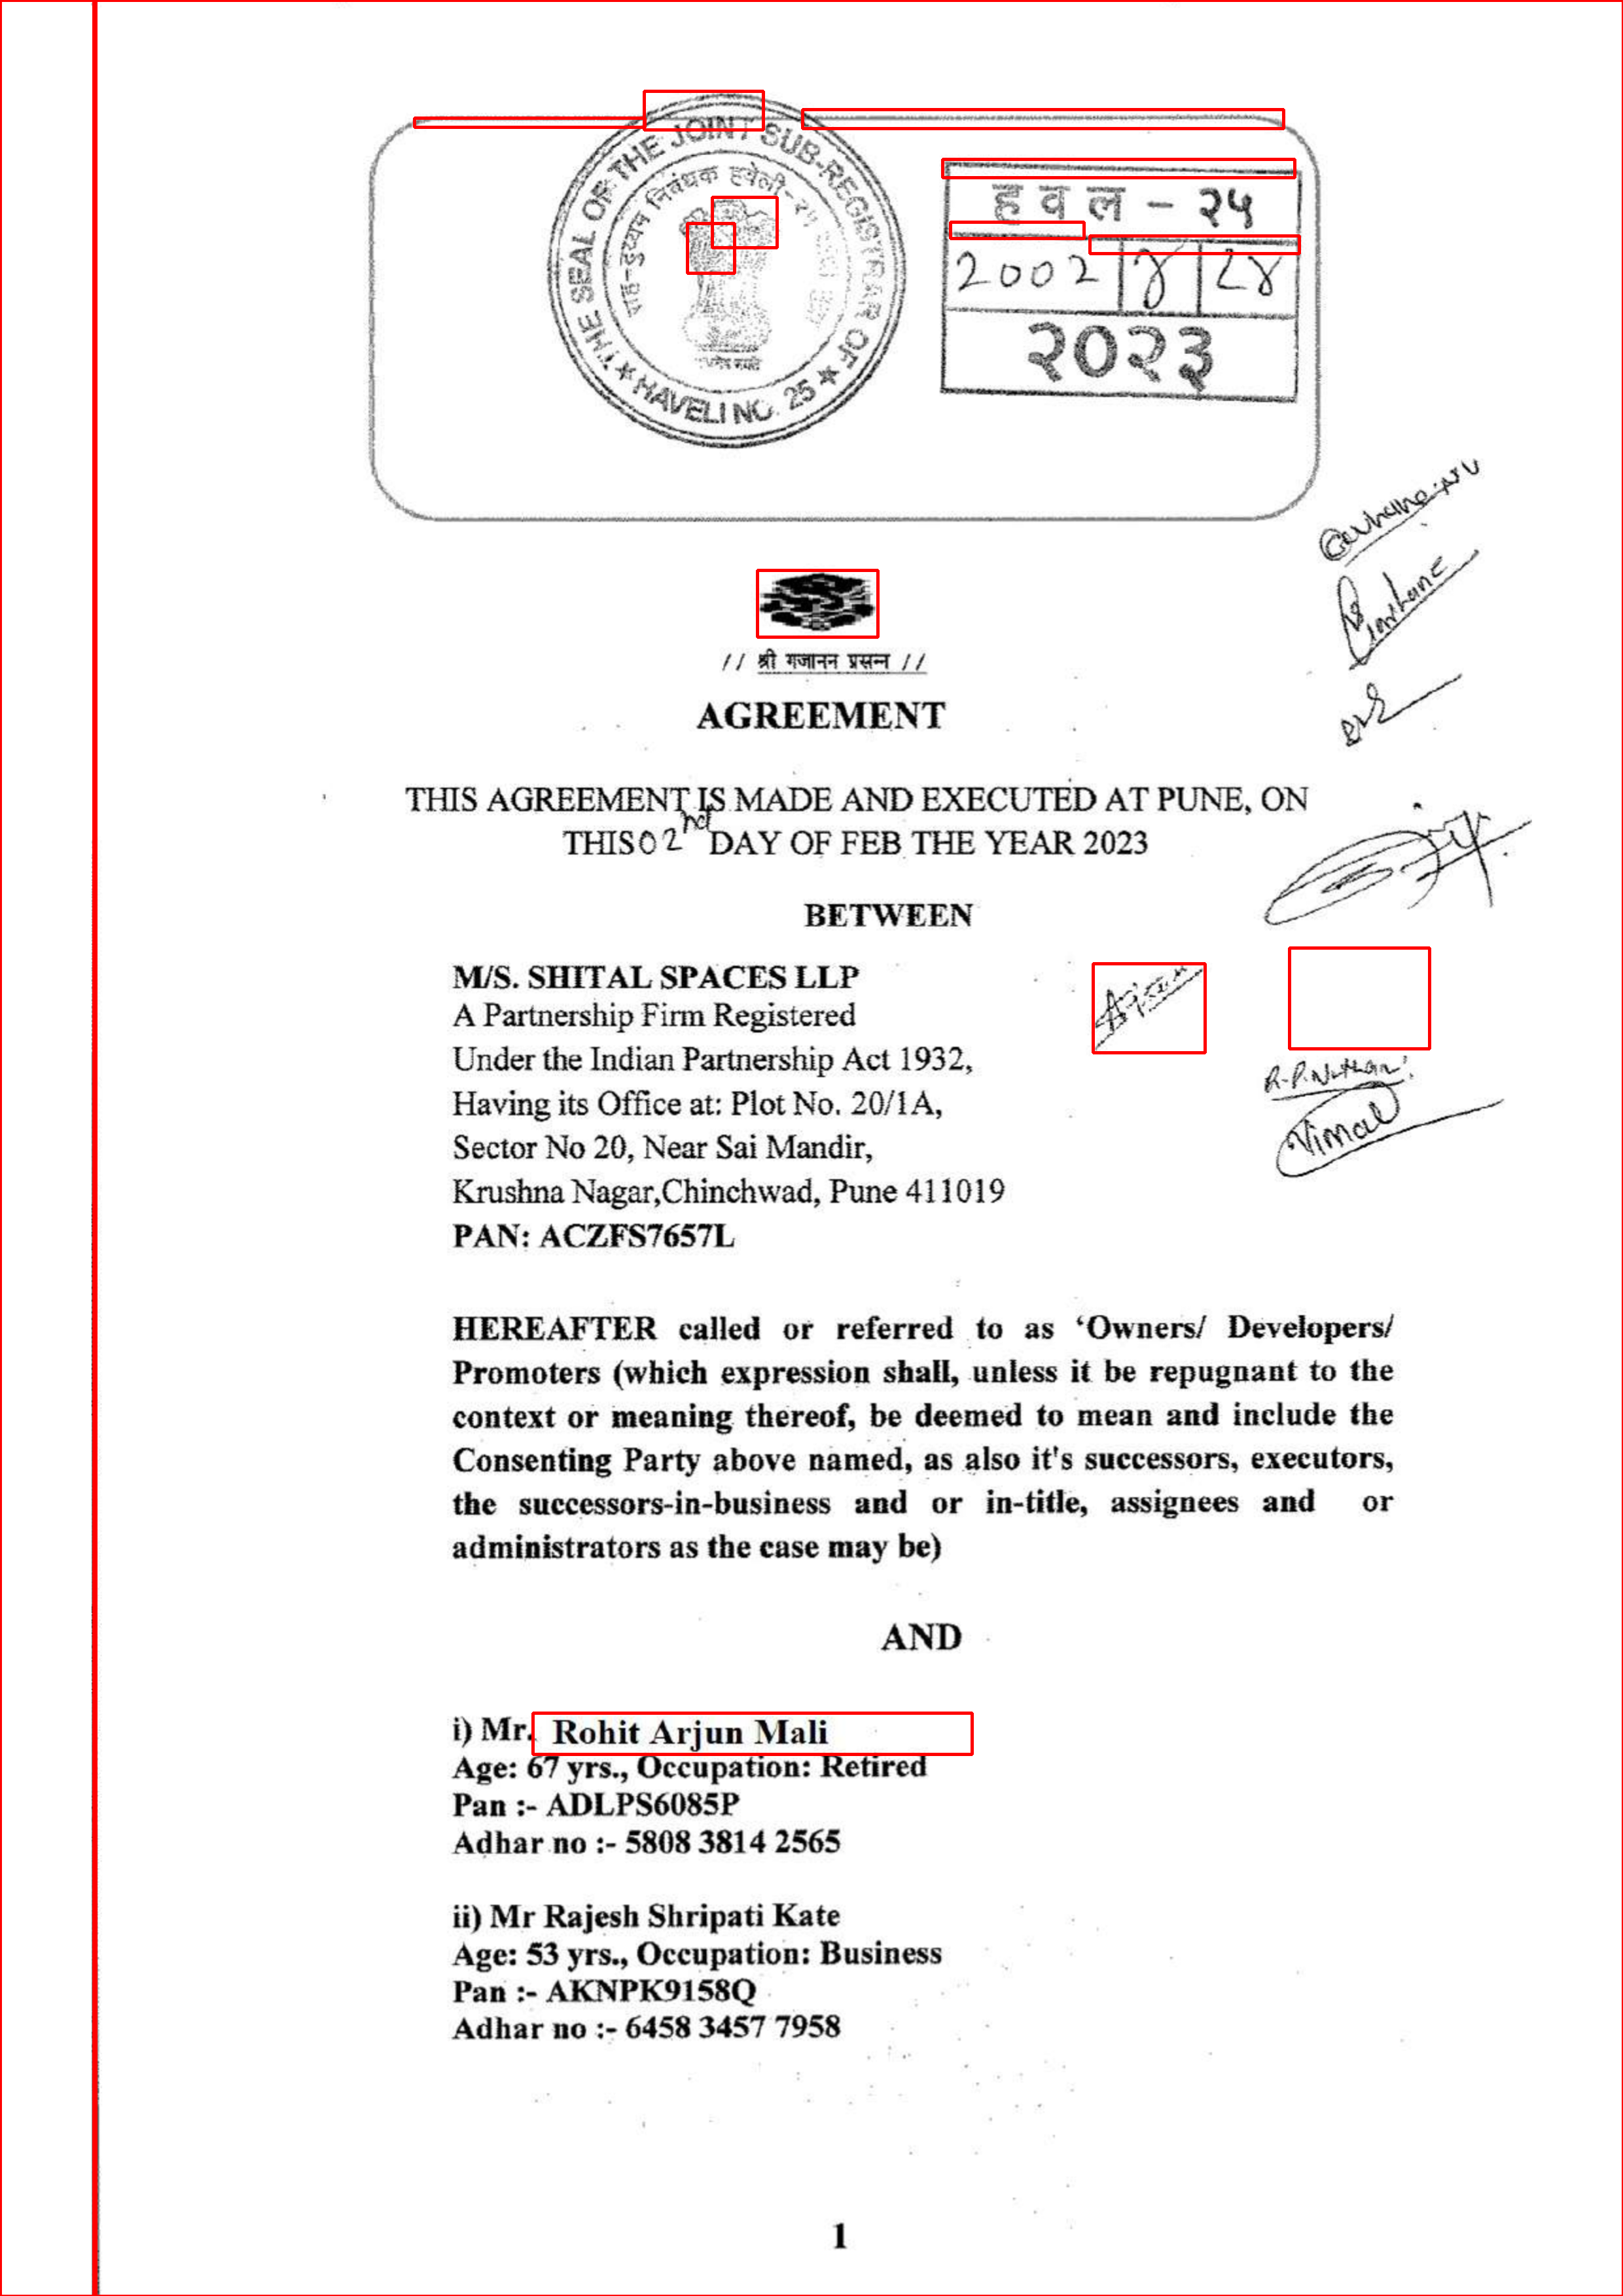 THE SEAL OF THE JOINT SUB-REGISTRAR OF
HAVELI NO. 25
हवल - २५
2002 8 28
२०२३
// श्री गजानन प्रसन्न //
AGREEMENT
THIS AGREEMENT IS MADE AND EXECUTED AT PUNE, ON
THIS 02nd DAY OF FEB THE YEAR 2023
BETWEEN
M/S. SHITAL SPACES LLP
A Partnership Firm Registered
Under the Indian Partnership Act 1932,
Having its Office at: Plot No. 20/1A,
Sector No 20, Near Sai Mandir,
Krushna Nagar,Chinchwad, Pune 411019
PAN: ACZFS7657L
R.P.Nathan
Vimal
HEREAFTER called or referred to as ‘Owners/ Developers/
Promoters (which expression shall, unless it be repugnant to the
context or meaning thereof, be deemed to mean and include the
Consenting Party above named, as also it's successors, executors,
the successors-in-business and or in-title, assignees and or
administrators as the case may be)
AND
i) Mr. Rohit Arjun Mali
Age: 67 yrs., Occupation: Retired
Pan :- ADLPS6085P
Adhar no :- 5808 3814 2565
ii) Mr Rajesh Shripati Kate
Age: 53 yrs., Occupation: Business
Pan :- AKNPK9158Q
Adhar no :- 6458 3457 7958
1